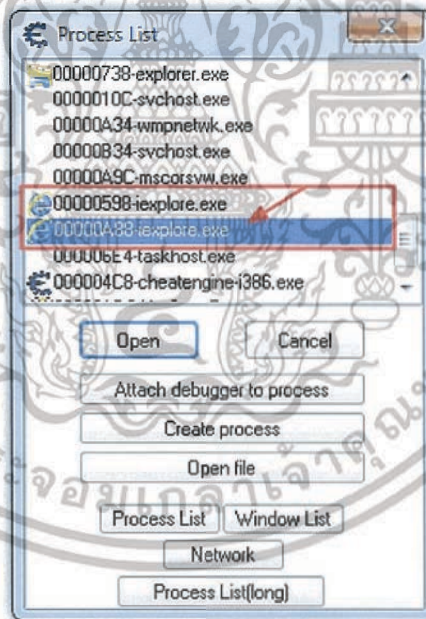 Process List
00000738-explorer.exe
0000010C-svchost.exe
00000A34-wmpnetwk.exe
00000B34-svchost.exe
00000A9C-mscorsvw.exe
00000598-iexplore.exe
00000A88-iexplore.exe
000006E4-taskhost.exe
000004C8-cheatengine-i386.exe
Open Cancel
Attach debugger to process
Create process
Open file
Process List Window List
Network
Process List(long)